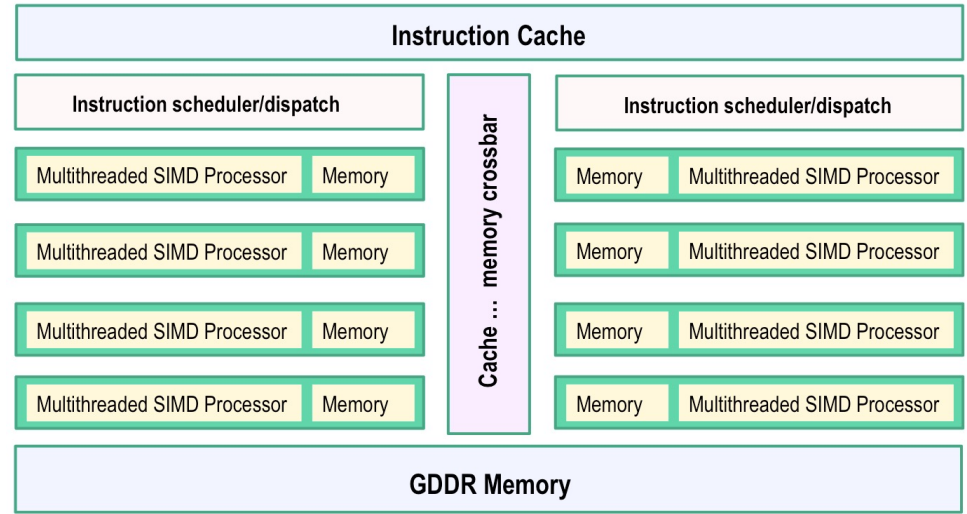 Instruction Cache
Instruction scheduler/dispatch
Multithreaded SIMD Processor Memory
Multithreaded SIMD Processor Memory
Multithreaded SIMD Processor Memory
Multithreaded SIMD Processor Memory
Cache ... memory crossbar
Instruction scheduler/dispatch
Memory Multithreaded SIMD Processor
Memory Multithreaded SIMD Processor
Memory Multithreaded SIMD Processor
Memory Multithreaded SIMD Processor
GDDR Memory